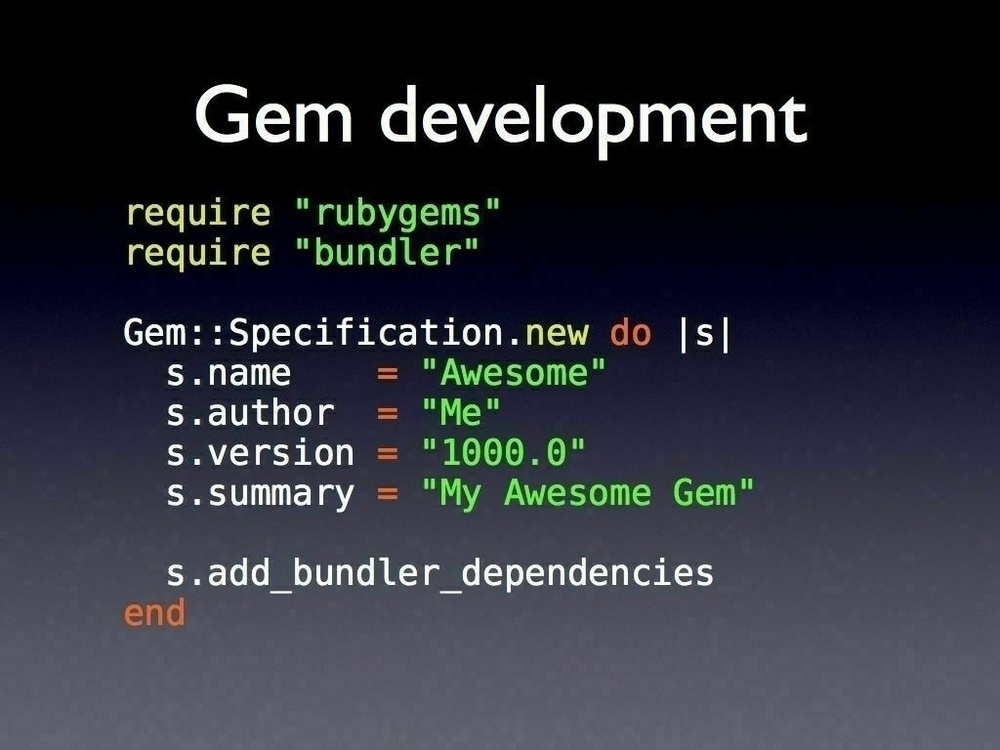 Gem development
require "rubygems"
require "bundler"
Gem::Specification.new do |s|
  s.name    = "Awesome"
  s.author  = "Me"
  s.version = "1000.0"
  s.summary = "My Awesome Gem"
  s.add_bundler_dependencies
end